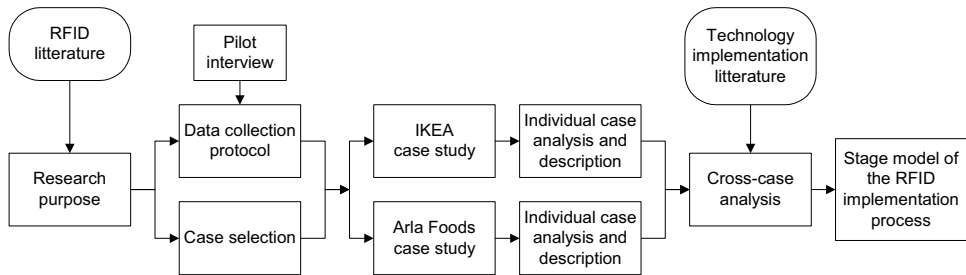 RFID
litterature
Pilot
interview
Technology
implementation
litterature
Research
purpose
Data collection
protocol
Case selection
IKEA
case study
Arla Foods
case study
Individual case
analysis and
description
Individual case
analysis and
description
Cross-case
analysis
Stage model of
the RFID
implementation
process